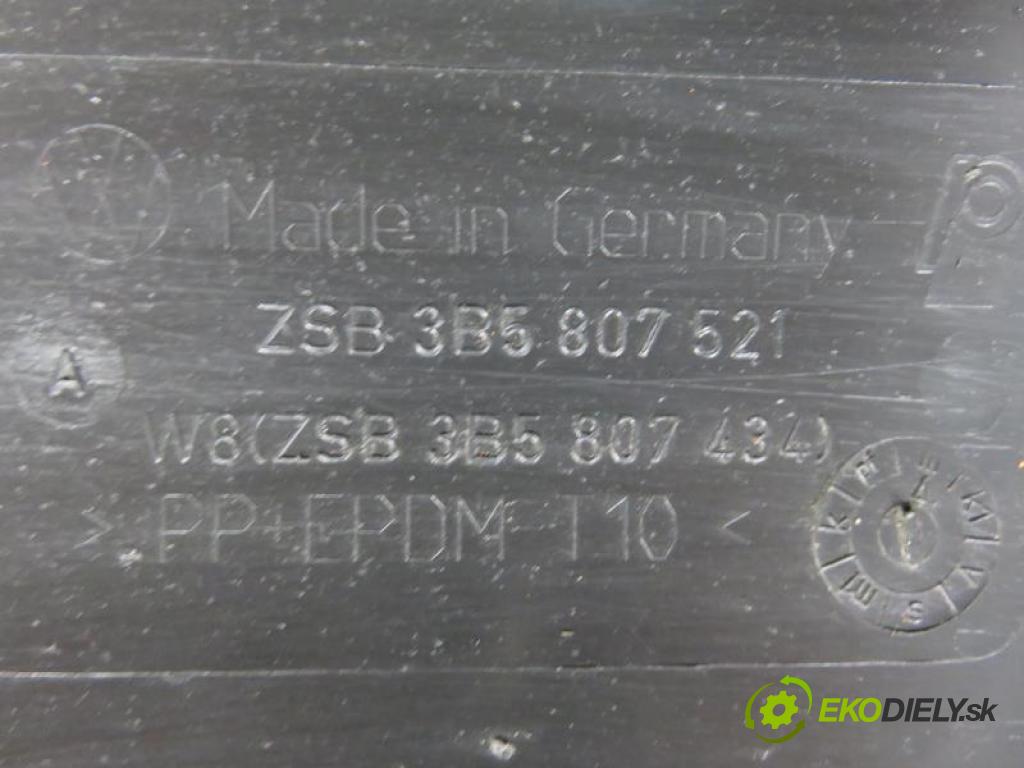 Made in Germany
ZSB 3B5 807 521
A
W8(ZSB 3B5 807 434)
> PP+EPDM-T10 <
EKODIELY.sk